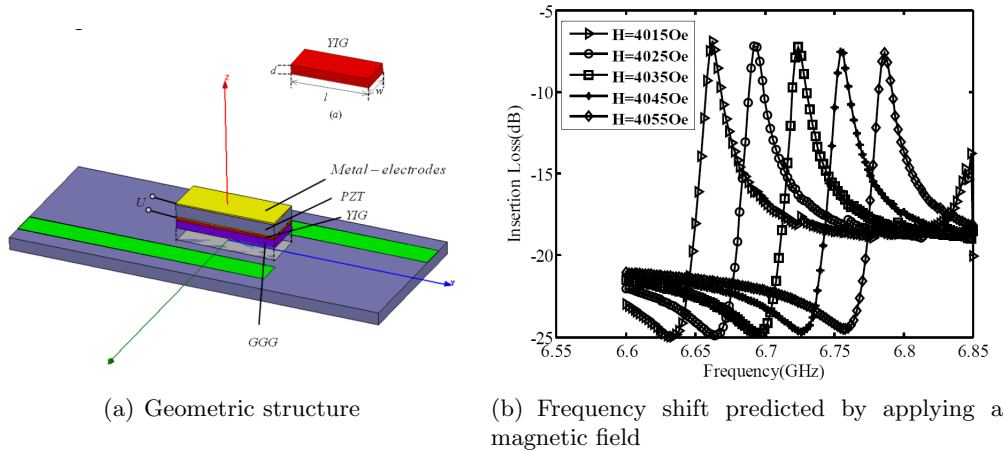 YIG
d
w
l
(a)
z
Metal-electrodes
PZT
YIG
U
GGG
(a) Geometric structure
-5
-10
-15
-20
-25
Insertion Loss(dB)
H=4015Oe
H=4025Oe
H=4035Oe
H=4045Oe
H=4055Oe
6.55 6.6 6.65 6.7 6.75 6.8 6.85
Frequency(GHz)
(b) Frequency shift predicted by applying a
magnetic field